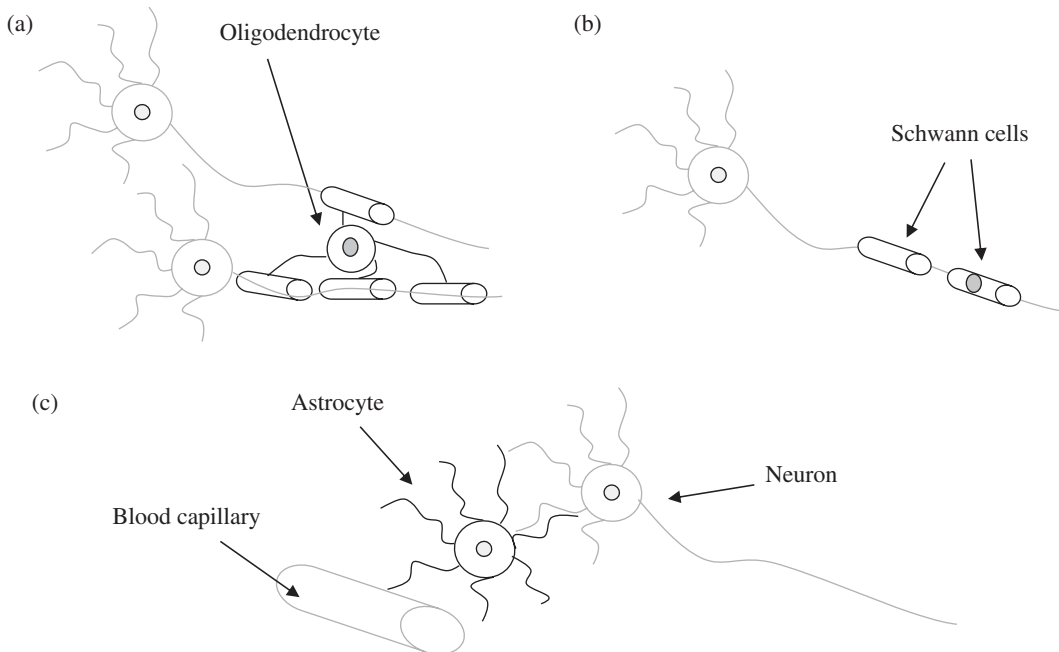 (a)
Oligodendrocyte
(b)
Schwann cells
(c)
Astrocyte
Neuron
Blood capillary